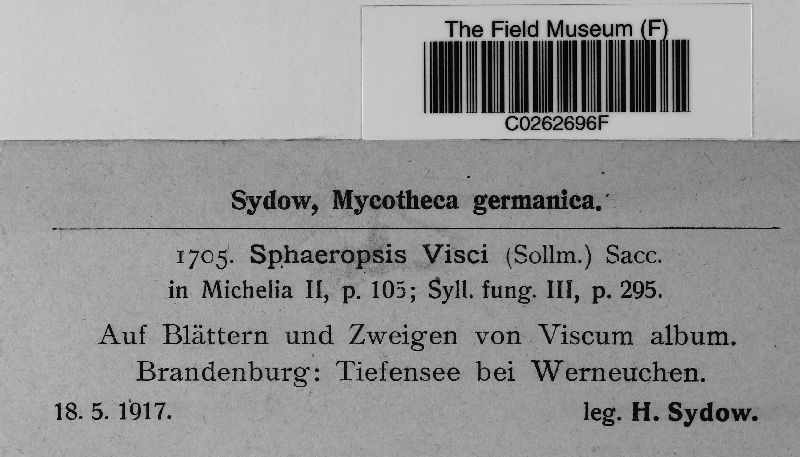 The Field Museum (F)
C0262696F
Sydow, Mycotheca germanica.
1705. Sphaeropsis Visci (Sollm.) Sacc.
in Michelia II, p. 105; Syll. fung. III, p. 295.
Auf Blättern und Zweigen von Viscum album.
Brandenburg: Tiefensee bei Werneuchen.
18. 5. 1917. leg. H. Sydow.